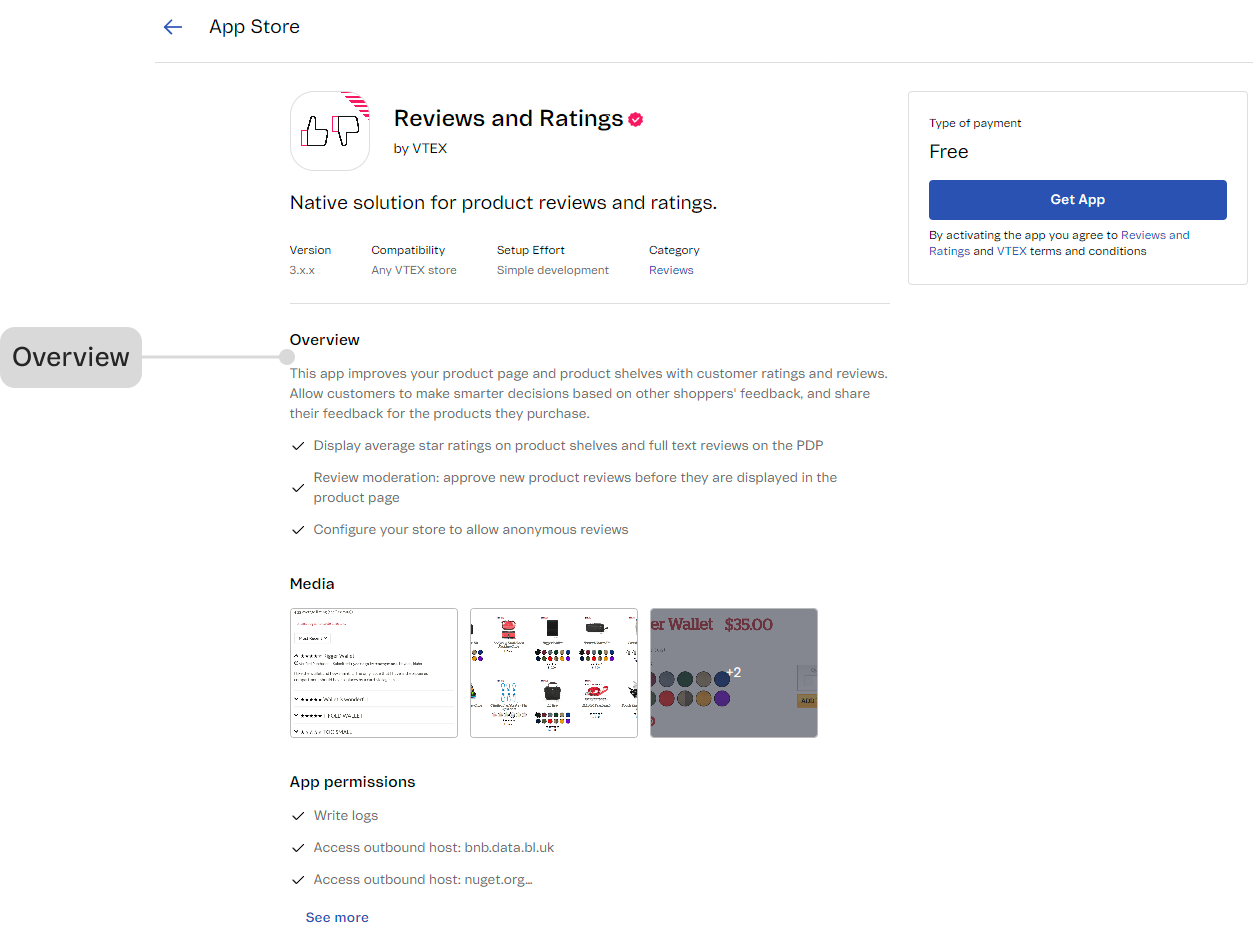 App Store
Reviews and Ratings
by VTEX
Type of payment
Free
Get App
By activating the app you agree to Reviews and
Ratings and VTEX terms and conditions
Native solution for product reviews and ratings.
Version
3.x.x
Compatibility
Any VTEX store
Setup Effort
Simple development
Category
Reviews
Overview
Overview
This app improves your product page and product shelves with customer ratings and reviews.
Allow customers to make smarter decisions based on other shoppers' feedback, and share
their feedback for the products they purchase.
Display average star ratings on product shelves and full text reviews on the PDP
Review moderation: approve new product reviews before they are displayed in the
product page
Configure your store to allow anonymous reviews
Media
Most Recent
Rigger Wallet
TOO SMALL
er Wallet $35.00
+2
ADD
App permissions
Write logs
Access outbound host: bnb.data.bl.uk
Access outbound host: nuget.org...
See more